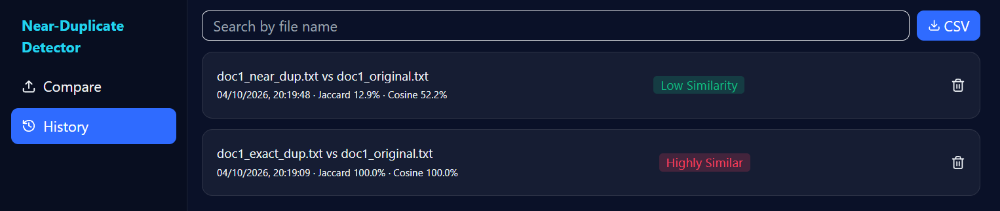 Near-Duplicate
Detector
Compare
History
Search by file name
CSV
doc1_near_dup.txt vs doc1_original.txt
04/10/2026, 20:19:48 · Jaccard 12.9% · Cosine 52.2%
Low Similarity
doc1_exact_dup.txt vs doc1_original.txt
04/10/2026, 20:19:09 · Jaccard 100.0% · Cosine 100.0%
Highly Similar